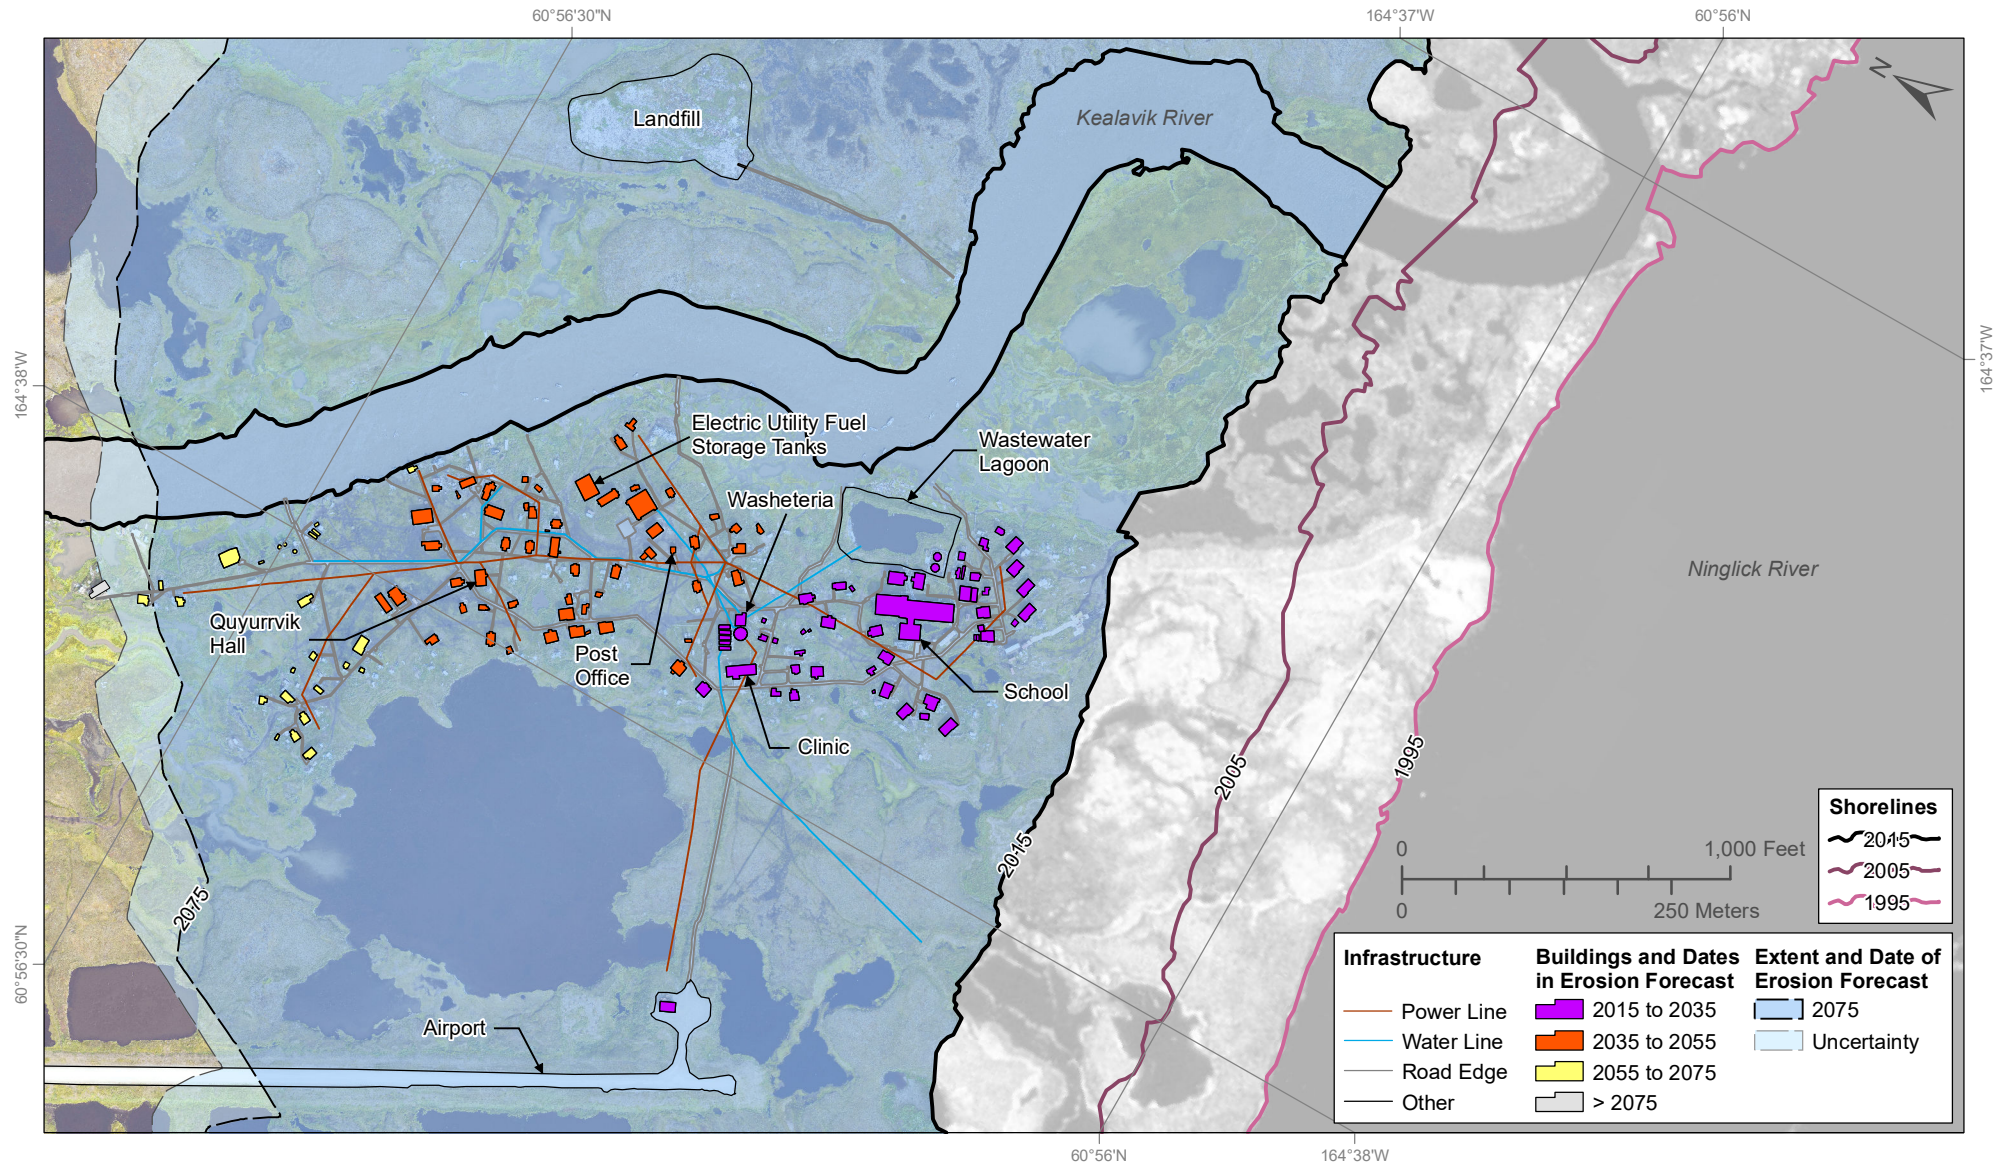 60°56'30"N
164°37'W
60°56'N
N
Landfill
Kealavik River
164°38'W
164°37'W
Electric Utility Fuel
Storage Tanks
Wastewater
Lagoon
Washeteria
Ninglick River
Quyurrvik
Hall
Post
Office
School
Clinic
2005
1995
2015
2075
60°56'30"N
Airport
0
1,000 Feet
0
250 Meters
Shorelines
2015
2005
1995
Infrastructure
Power Line
Water Line
Road Edge
Other
Buildings and Dates
in Erosion Forecast
2015 to 2035
2035 to 2055
2055 to 2075
> 2075
Extent and Date of
Erosion Forecast
2075
Uncertainty
60°56'N
164°38'W